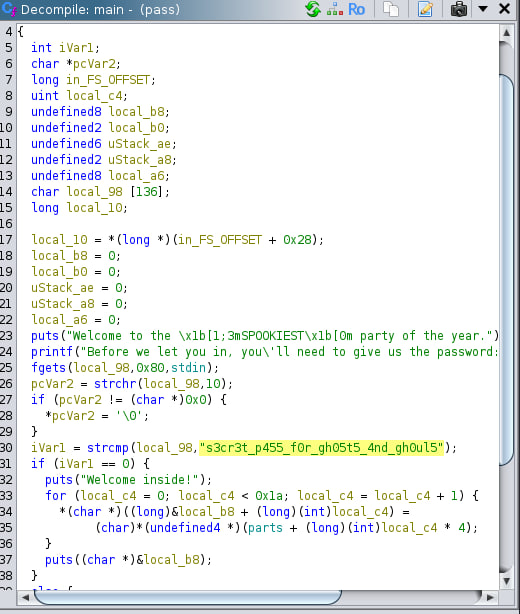 Decompile: main - (pass)
Ro
4 {
5 int iVar1;
6 char *pcVar2;
7 long in_FS_OFFSET;
8 uint local_c4;
9 undefined8 local_b8;
10 undefined2 local_b0;
11 undefined6 uStack_ae;
12 undefined2 uStack_a8;
13 undefined8 local_a6;
14 char local_98 [136];
15 long local_10;
16
17 local_10 = *(long *)(in_FS_OFFSET + 0x28);
18 local_b8 = 0;
19 local_b0 = 0;
20 uStack_ae = 0;
21 uStack_a8 = 0;
22 local_a6 = 0;
23 puts("Welcome to the \x1b[1;3mSPOOKIEST\x1b[0m party of the year.")
24 printf("Before we let you in, you\'ll need to give us the password:
25 fgets(local_98,0x80,stdin);
26 pcVar2 = strchr(local_98,10);
27 if (pcVar2 != (char *)0x0) {
28 *pcVar2 = '\0';
29 }
30 iVar1 = strcmp(local_98,"s3cr3t_p455_f0r_gh05t5_4nd_gh0ul5");
31 if (iVar1 == 0) {
32 puts("Welcome inside!");
33 for (local_c4 = 0; local_c4 < 0x1a; local_c4 = local_c4 + 1) {
34 *(char *)((long)&local_b8 + (long)(int)local_c4) =
35 (char)*(undefined4 *)(parts + (long)(int)local_c4 * 4);
36 }
37 puts((char *)&local_b8);
38 }